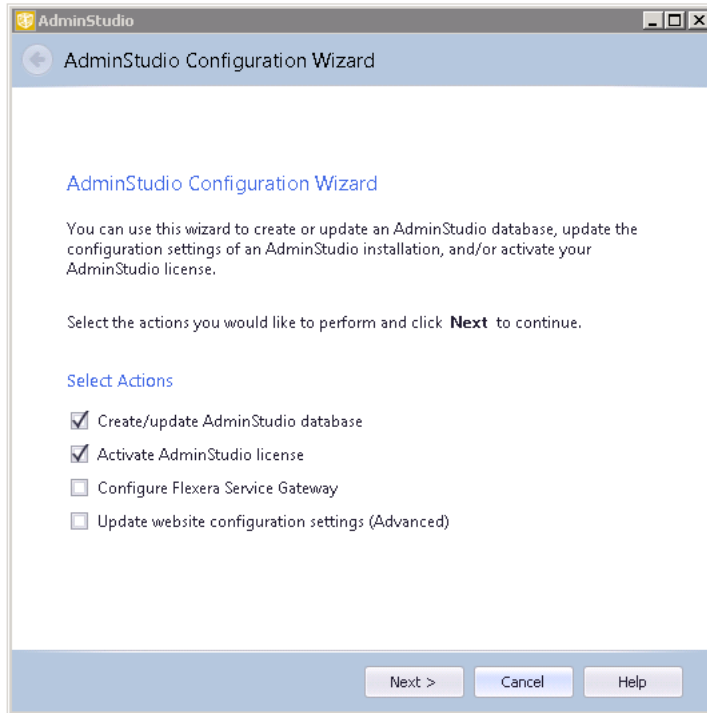 AdminStudio
AdminStudio Configuration Wizard
AdminStudio Configuration Wizard
You can use this wizard to create or update an AdminStudio database, update the
configuration settings of an AdminStudio installation, and/or activate your
AdminStudio license.
Select the actions you would like to perform and click Next to continue.
Select Actions
Create/update AdminStudio database
Activate AdminStudio license
Configure Flexera Service Gateway
Update website configuration settings (Advanced)
Next > Cancel Help